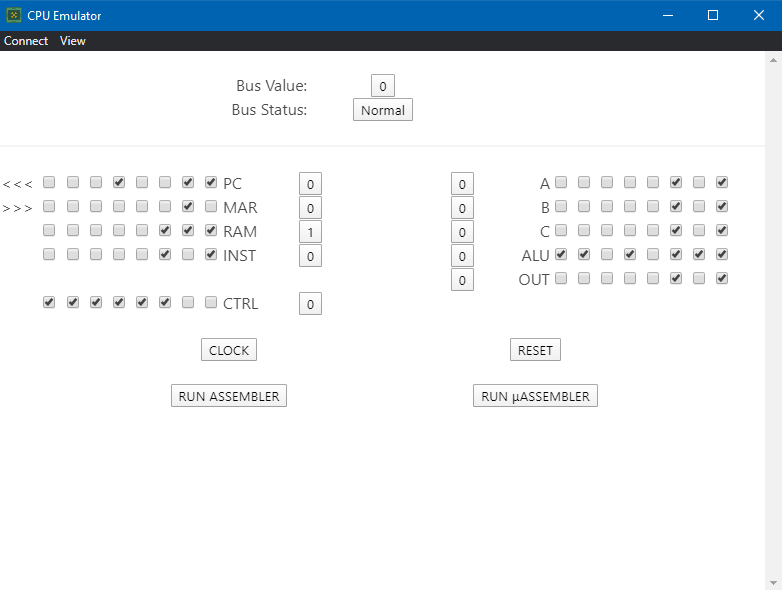 CPU Emulator
Connect View
Bus Value: 0
Bus Status: Normal
<<< PC 0 0 A
>>> MAR 0 0 B
RAM 1 0 C
INST 0 0 ALU
0 OUT
CTRL 0
CLOCK RESET
RUN ASSEMBLER RUN µASSEMBLER